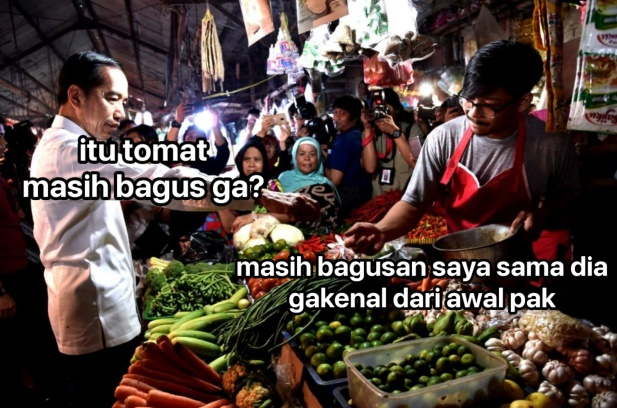 itu tomat
masih bagus ga?
masih bagusan saya sama dia
gakenal dari awal pak